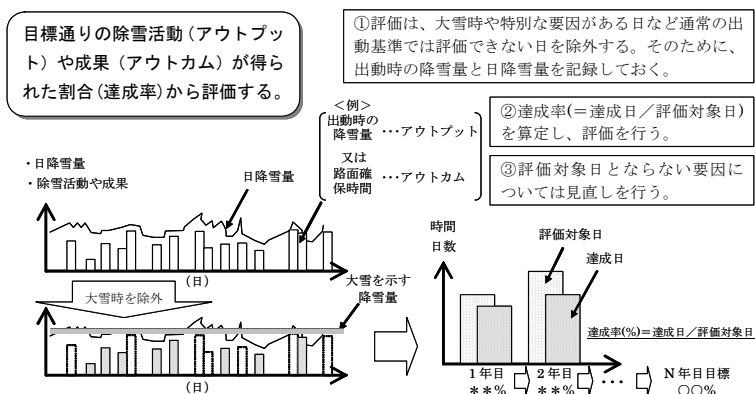 目標通りの除雪活動（アウトプッ
ト）や成果（アウトカム）が得ら
れた割合(達成率)から評価する。
①評価は、大雪時や特別な要因がある日など通常の出
動基準では評価できない日を除外する。そのために、
出動時の降雪量と日降雪量を記録しておく。
＜例＞
出動時の
降雪量
…アウトプット
又は
路面確
保時間
…アウトカム
②達成率(＝達成日／評価対象日)
を算定し、評価を行う。
③評価対象日とならない要因に
ついては見直しを行う。
・日降雪量
・除雪活動や成果
日降雪量
（日）
大雪時を除外
大雪を示す
降雪量
（日）
時間
日数
評価対象日
達成日
達成率(%)＝達成日／評価対象日
1年目
＊＊%
2年目
＊＊%
…
N年目目標
○○%